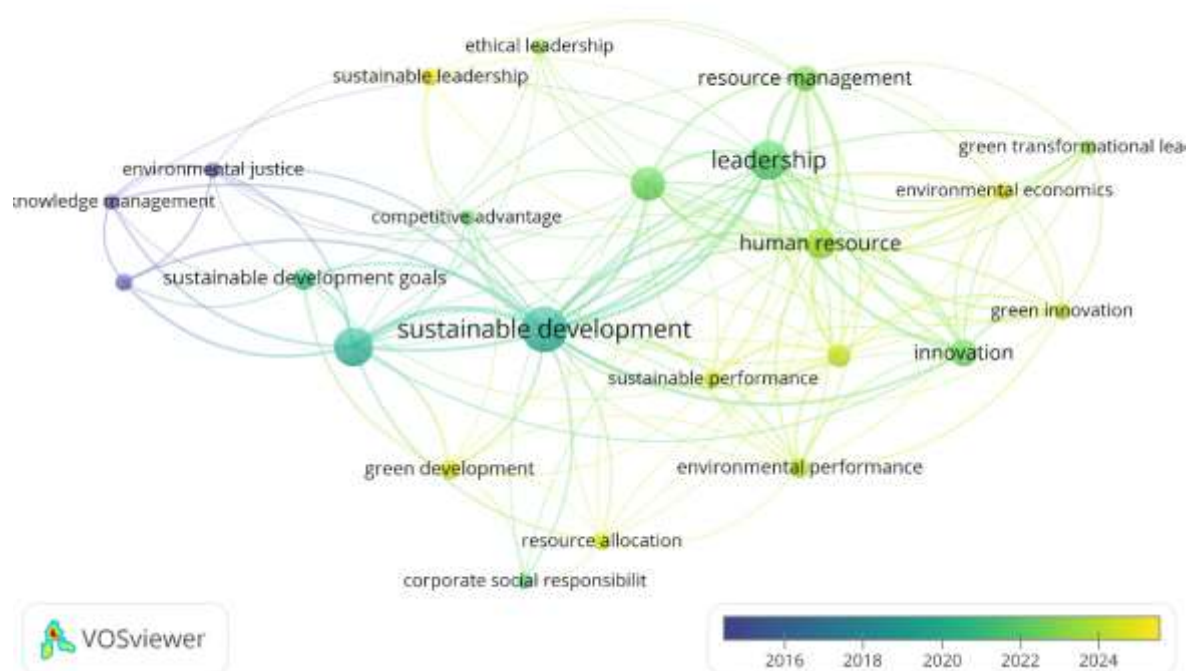 ethical leadership
sustainable leadership
resource management
leadership
green transformational lea
environmental justice
environmental economics
knowledge management
competitive advantage
human resource
sustainable development goals
green innovation
sustainable development
innovation
sustainable performance
green development
environmental performance
resource allocation
corporate social responsibilit
VOSviewer
2016 2018 2020 2022 2024